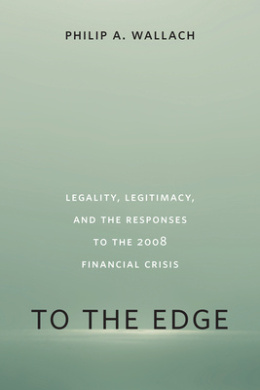 PHILIP A. WALLACH
LEGALITY, LEGITIMACY,
AND THE RESPONSES
TO THE 2008
FINANCIAL CRISIS
TO THE EDGE